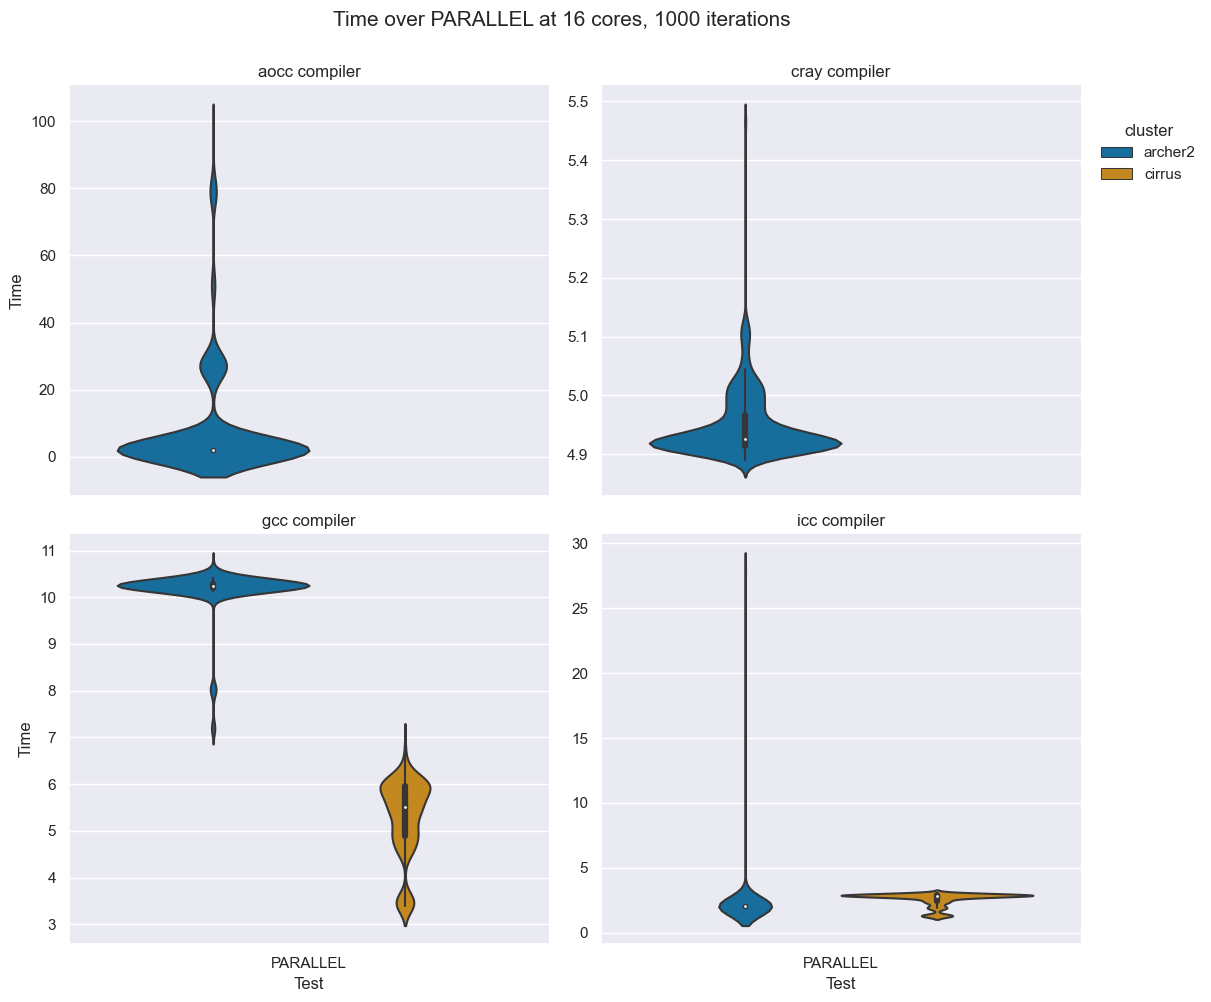 Time over PARALLEL at 16 cores, 1000 iterations
aocc compiler
100
80
60
40
20
0
Time
cray compiler
5.5
5.4
5.3
5.2
5.1
5.0
4.9
cluster
archer2
cirrus
gcc compiler
11
10
9
8
7
6
5
4
3
Time
PARALLEL
Test
icc compiler
30
25
20
15
10
5
0
PARALLEL
Test